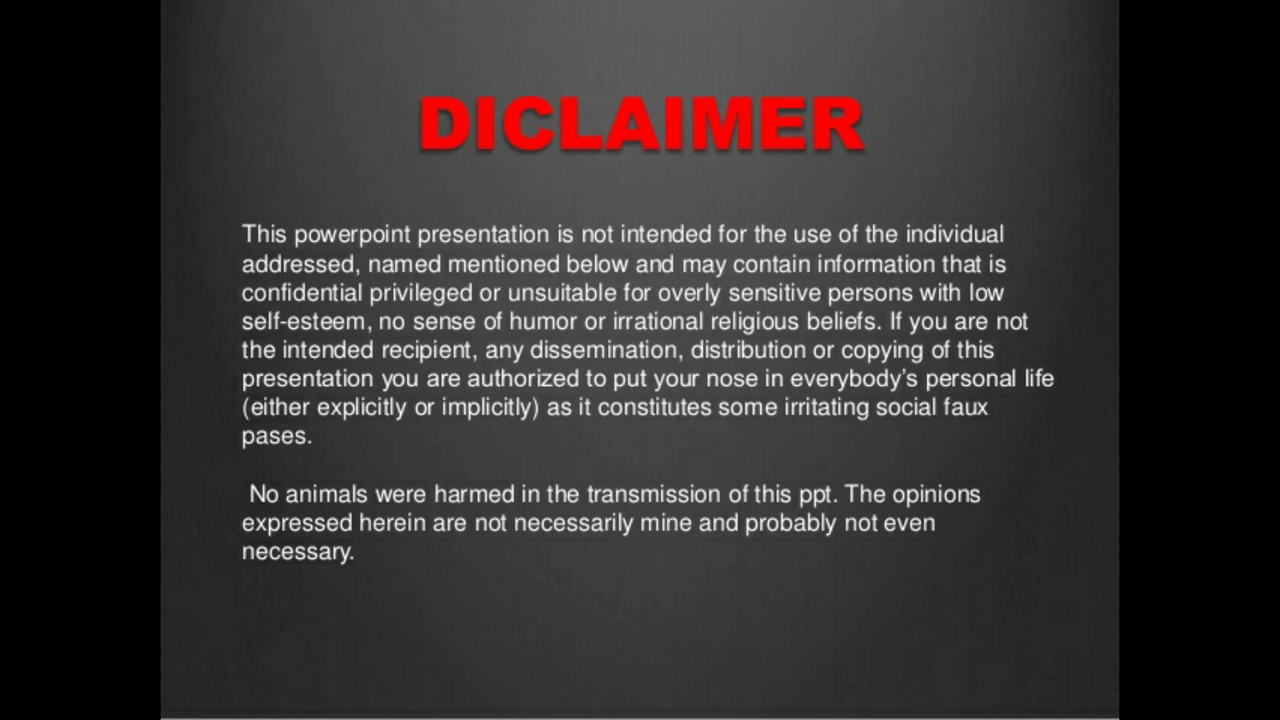 DICLAIMER
This powerpoint presentation is not intended for the use of the individual
addressed, named mentioned below and may contain information that is
confidential privileged or unsuitable for overly sensitive persons with low
self-esteem, no sense of humor or irrational religious beliefs. If you are not
the intended recipient, any dissemination, distribution or copying of this
presentation you are authorized to put your nose in everybody’s personal life
(either explicitly or implicitly) as it constitutes some irritating social faux
pases.
No animals were harmed in the transmission of this ppt. The opinions
expressed herein are not necessarily mine and probably not even
necessary.